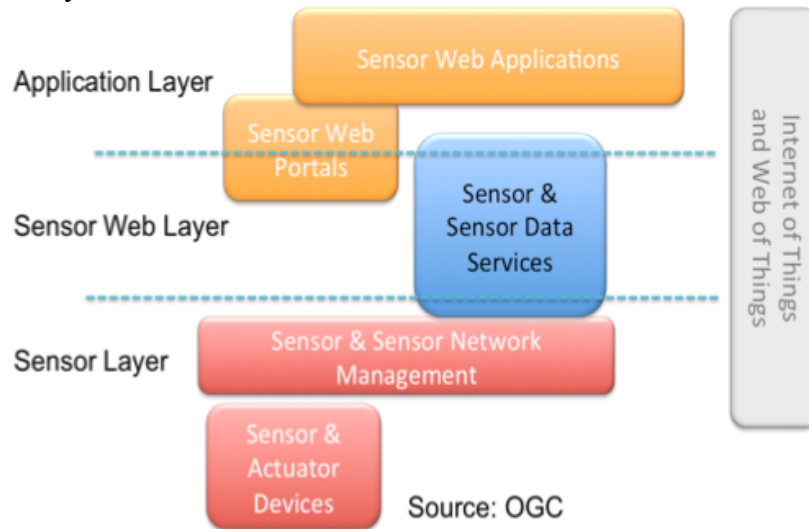 Sensor Web Applications
Application Layer
Sensor Web
Portals
Sensor &
Sensor Data
Services
Sensor Web Layer
Sensor & Sensor Network
Management
Sensor Layer
Sensor &
Actuator
Devices
Source: OGC
Internet of Things
and Web of Things